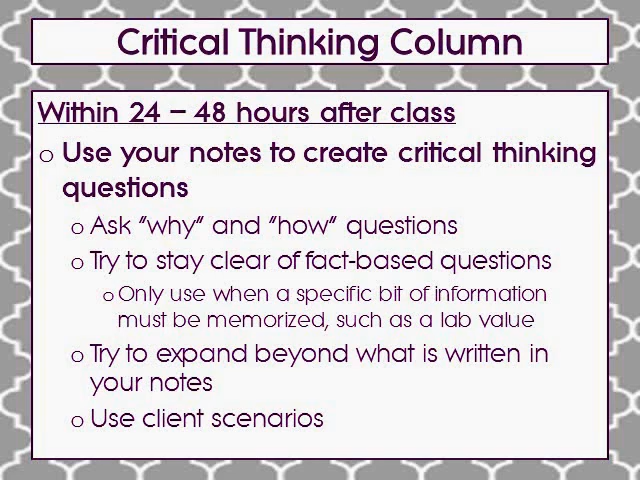 Critical Thinking Column
Within 24 – 48 hours after class
o Use your notes to create critical thinking
questions
o Ask "why" and "how" questions
o Try to stay clear of fact-based questions
o Only use when a specific bit of information
must be memorized, such as a lab value
o Try to expand beyond what is written in
your notes
o Use client scenarios